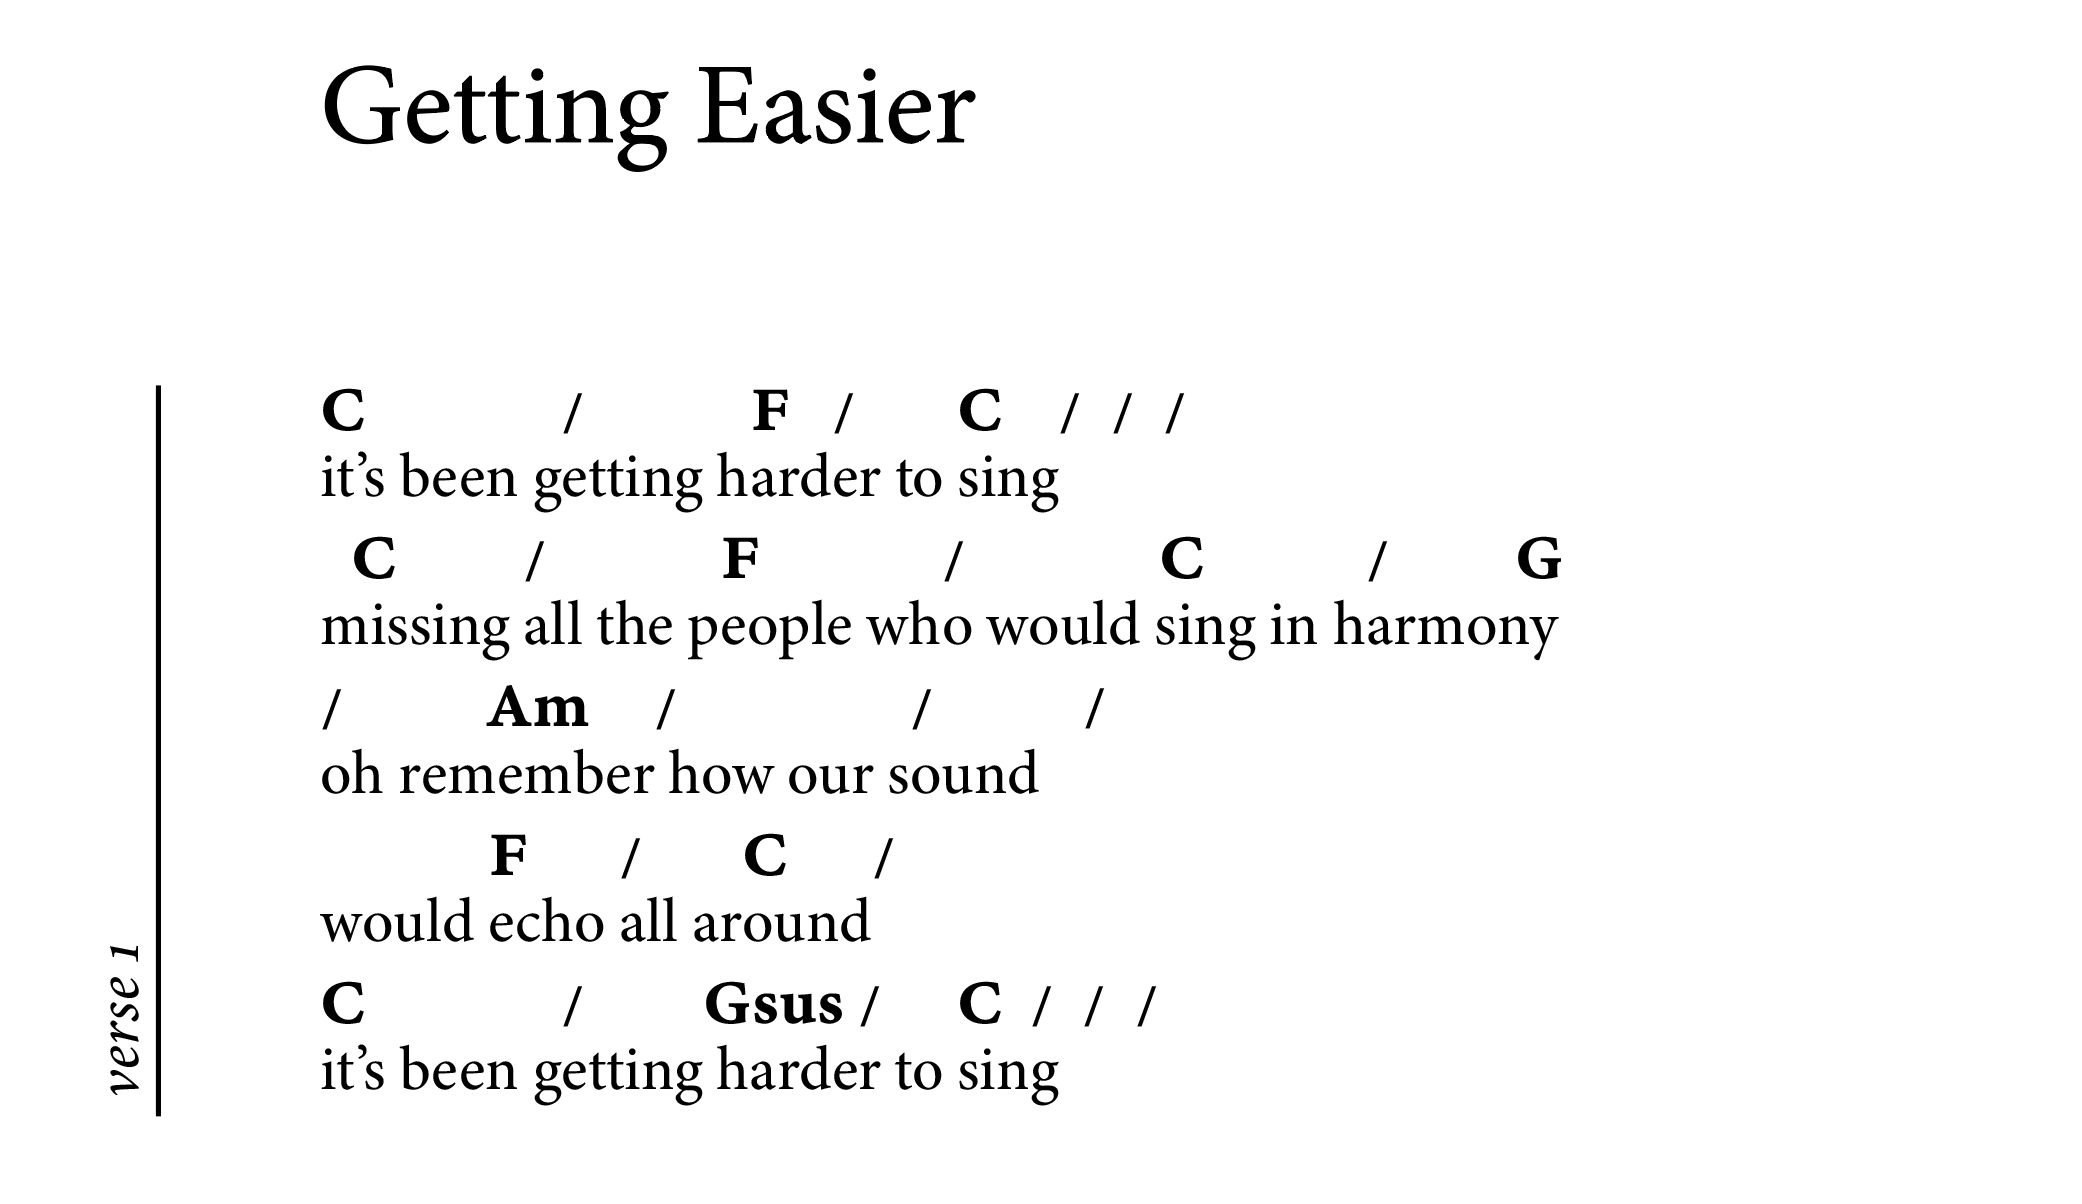 Getting Easier
C / F / C / / /
it’s been getting harder to sing
C / F / C / G
missing all the people who would sing in harmony
/ Am / / /
oh remember how our sound
F / C /
would echo all around
C / Gsus / C / / /
it’s been getting harder to sing
verse 1